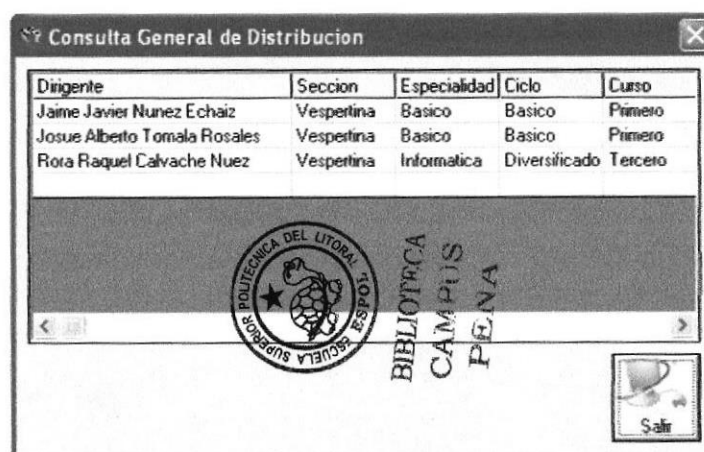 Consulta General de Distribucion
Dirigente Seccion Especialidad Ciclo Curso
Jaime Javier Nunez Echaiz Vespertina Basico Basico Primero
Josue Alberto Tomala Rosales Vespertina Basico Basico Primero
Rora Raquel Calvache Nuez Vespertina Informatica Diversificado Tercero
ESCUELA SUPERIOR POLITECNICA DEL LITORAL
ESPOL
BIBLIOTECA
CAMPUS
PEÑA
Salir